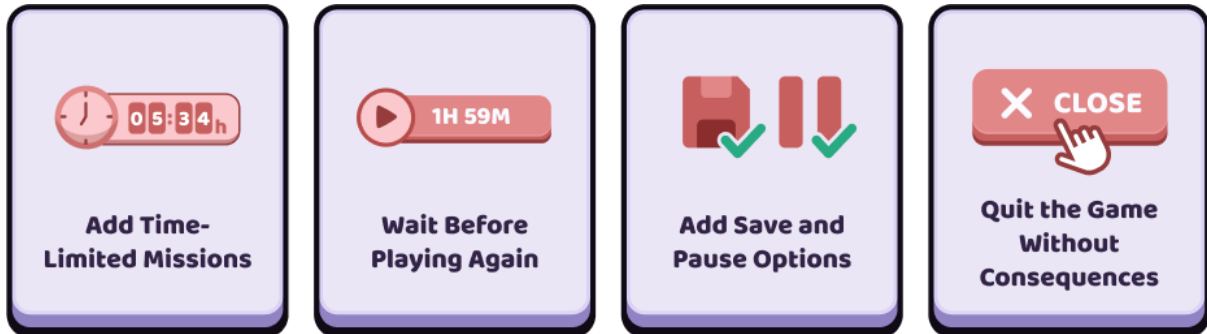 05:34h
Add Time-
Limited Missions
1H 59M
Wait Before
Playing Again
Add Save and
Pause Options
CLOSE
Quit the Game
Without
Consequences